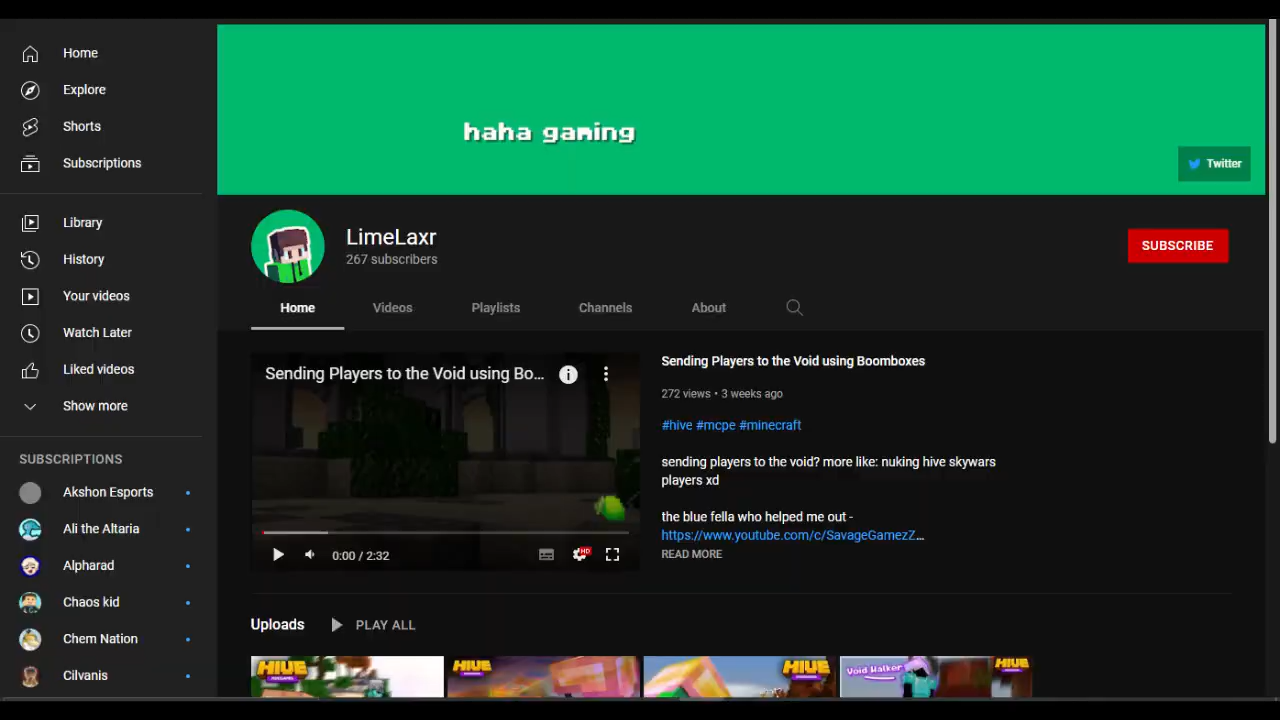 Home
Explore
Shorts
Subscriptions
Library
History
Your videos
Watch Later
Liked videos
Show more
SUBSCRIPTIONS
Akshon Esports
Ali the Altaria
Alpharad
Chaos kid
Chem Nation
Cilvanis
haha gaming
Twitter
LimeLaxr
267 subscribers
SUBSCRIBE
Home Videos Playlists Channels About
Sending Players to the Void using Bo...
0:00 / 2:32
HD
Sending Players to the Void using Boomboxes
272 views • 3 weeks ago
#hive #mcpe #minecraft
sending players to the void? more like: nuking hive skywars
players xd
the blue fella who helped me out -
https://www.youtube.com/c/SavageGamezZ...
READ MORE
Uploads PLAY ALL
HIVE
HIVE
HIVE
Void Walker
HIVE